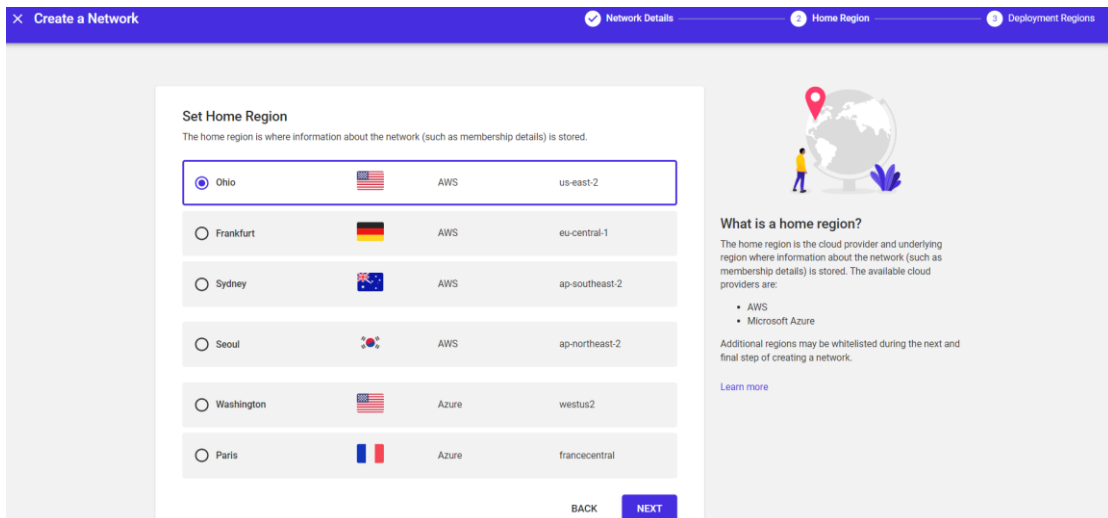 Create a Network
Network Details
2 Home Region
3 Deployment Regions
Set Home Region
The home region is where information about the network (such as membership details) is stored.
Ohio AWS us-east-2
Frankfurt AWS eu-central-1
Sydney AWS ap-southeast-2
Seoul AWS ap-northeast-2
Washington Azure westus2
Paris Azure francecentral
BACK NEXT
What is a home region?
The home region is the cloud provider and underlying
region where information about the network (such as
membership details) is stored. The available cloud
providers are:
• AWS
• Microsoft Azure
Additional regions may be whitelisted during the next and
final step of creating a network.
Learn more